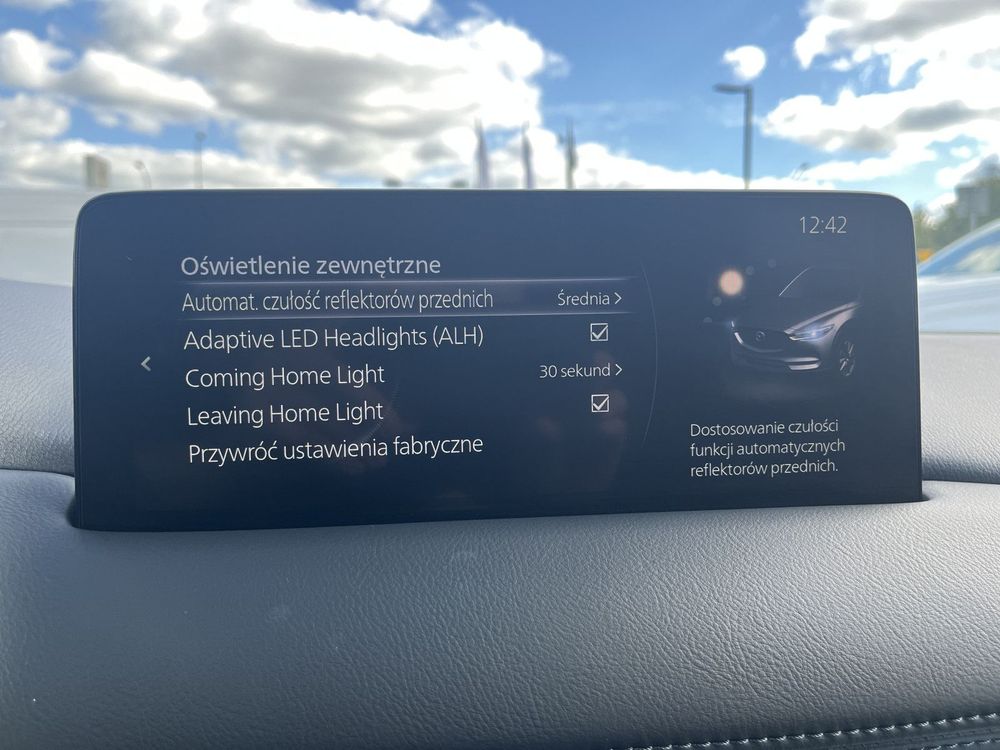 12:42
Oświetlenie zewnętrzne
Automat. czułość reflektorów przednich Średnia >
Adaptive LED Headlights (ALH)
Coming Home Light 30 sekund >
Leaving Home Light
Przywróć ustawienia fabryczne
Dostosowanie czułości
funkcji automatycznych
reflektorów przednich.